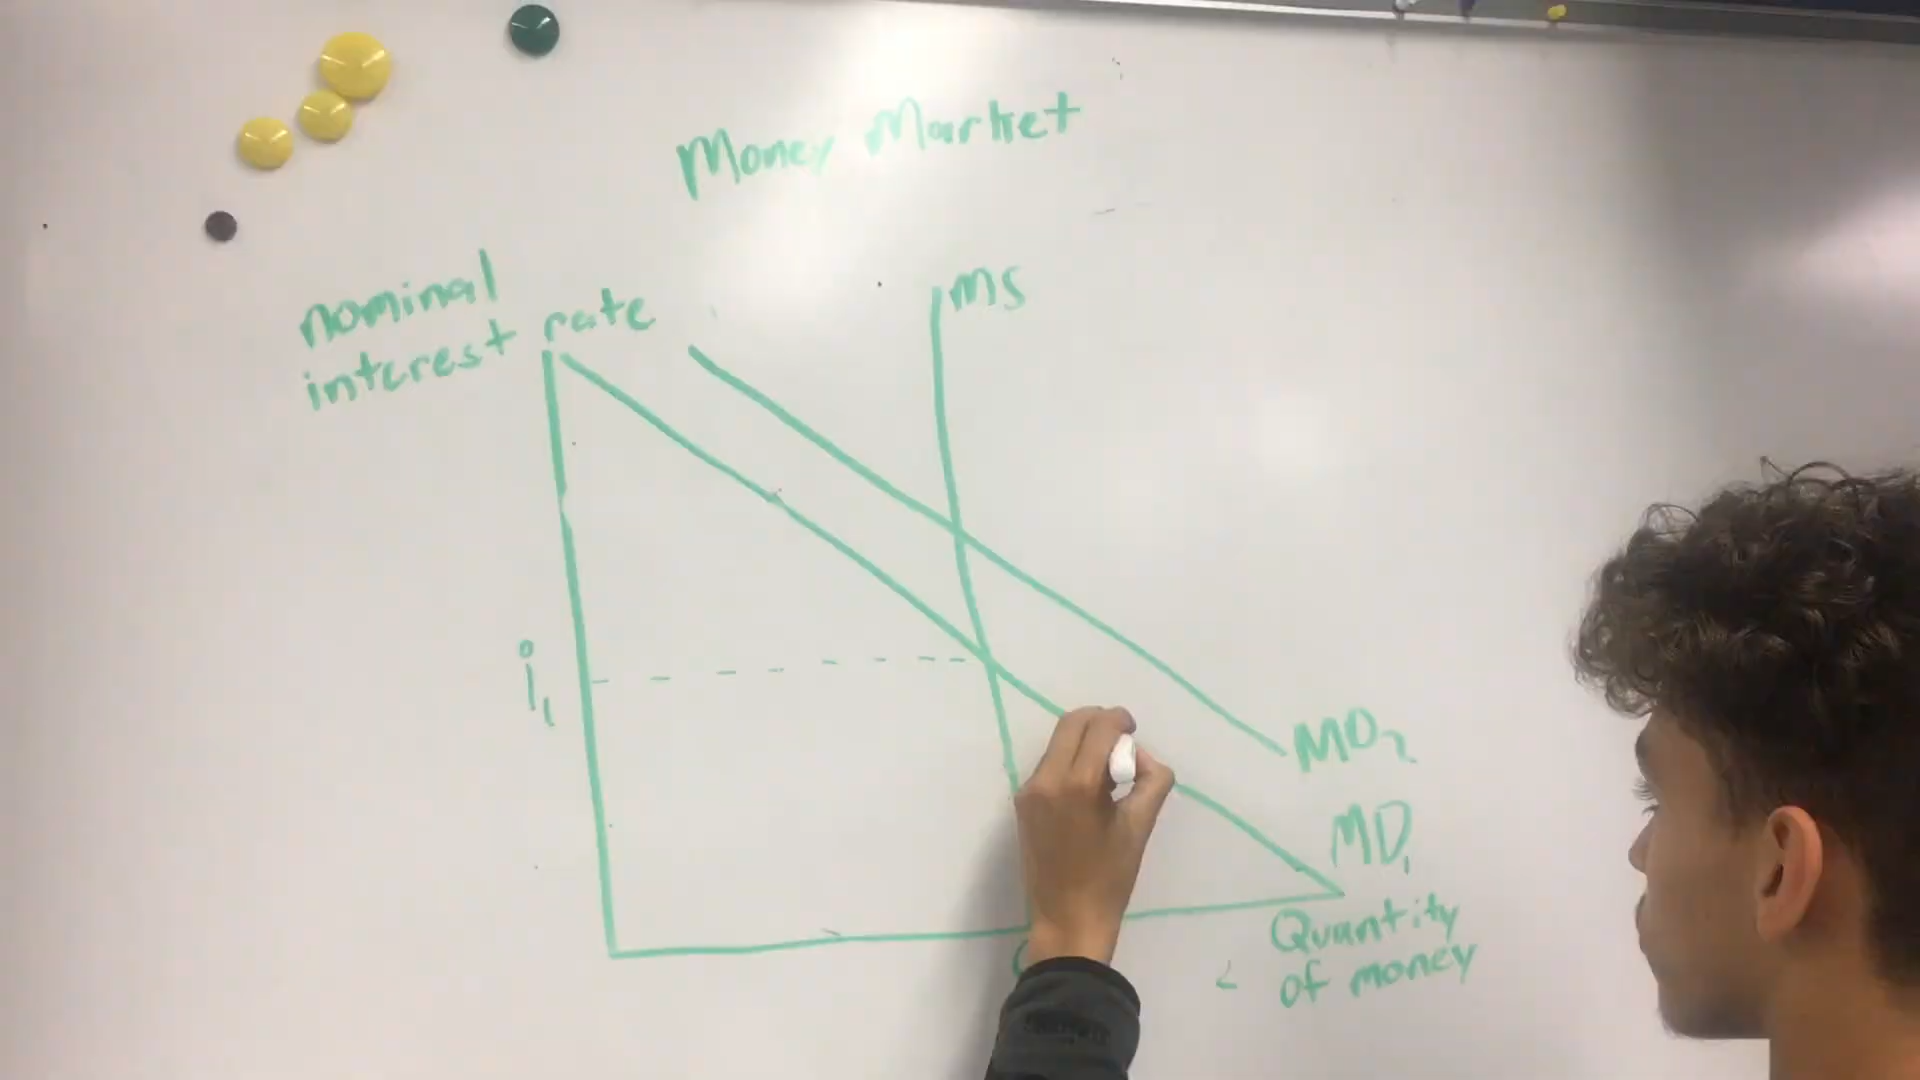 Money Market
nominal
interest rate
MS
i1
MD2
MD1
Quantity
of money